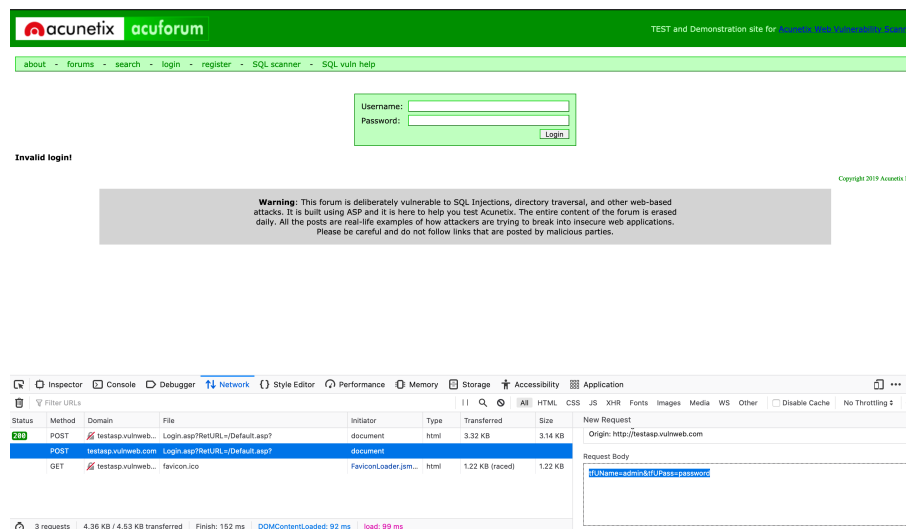 acunetix acuforum
TEST and Demonstration site for Acunetix Web Vulnerability Scann
about - forums - search - login - register - SQL scanner - SQL vuln help
Username:
Password:
Login
Invalid login!
Copyright 2019 Acunetix
Warning: This forum is deliberately vulnerable to SQL Injections, directory traversal, and other web-based
attacks. It is built using ASP and it is here to help you test Acunetix. The entire content of the forum is erased
daily. All the posts are real-life examples of how attackers are trying to break into insecure web applications.
Please be careful and do not follow links that are posted by malicious parties.
Inspector Console Debugger Network Style Editor Performance Memory Storage Accessibility Application
Filter URLs All HTML CSS JS XHR Fonts Images Media WS Other Disable Cache No Throttling
Status Method Domain File Initiator Type Transferred Size
200 POST testasp.vulnweb... Login.asp?RetURL=/Default.asp? document html 3.32 KB 3.14 KB
POST testasp.vulnweb.com Login.asp?RetURL=/Default.asp? document
GET testasp.vulnweb... favicon.ico FaviconLoader.jsm... html 1.22 KB (raced) 1.22 KB
3 requests 4.36 KB / 4.53 KB transferred Finish: 152 ms DOMContentLoaded: 92 ms load: 99 ms
New Request
Origin: http://testasp.vulnweb.com
Request Body
tfUName=admin&tfUPass=password